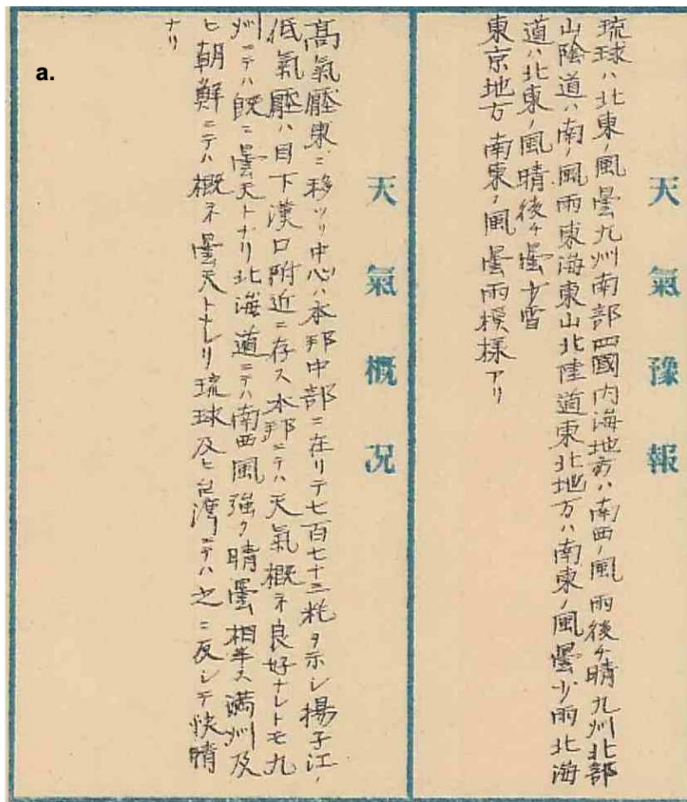 a.
天氣豫報
琉球ハ北東ノ風曇九州南部四國内海地方ハ南西ノ風雨後チ晴九州北部
山陰道ハ南ノ風雨東海東山北陸道東北地方ハ南東ノ風曇少雨北海
道ハ北東ノ風晴後チ曇少雪
東京地方 南東ノ風曇雨模様アリ
天氣概况
高氣壓東ニ移ツリ中心ハ本邦中部ニ在リテ七百七十三粍ヲ示シ揚子江ノ
低氣壓ハ目下漢口附近ニ存ス本邦ニテハ天氣概ネ良好ナレトモ九
州ニテハ既ニ曇天トナリ北海道ニテハ南西風強ク晴曇相半ス満州及
ヒ朝鮮ニテハ概ネ曇天トナレリ琉球及ヒ台湾ニテハ之ニ反シテ快晴
ナリ